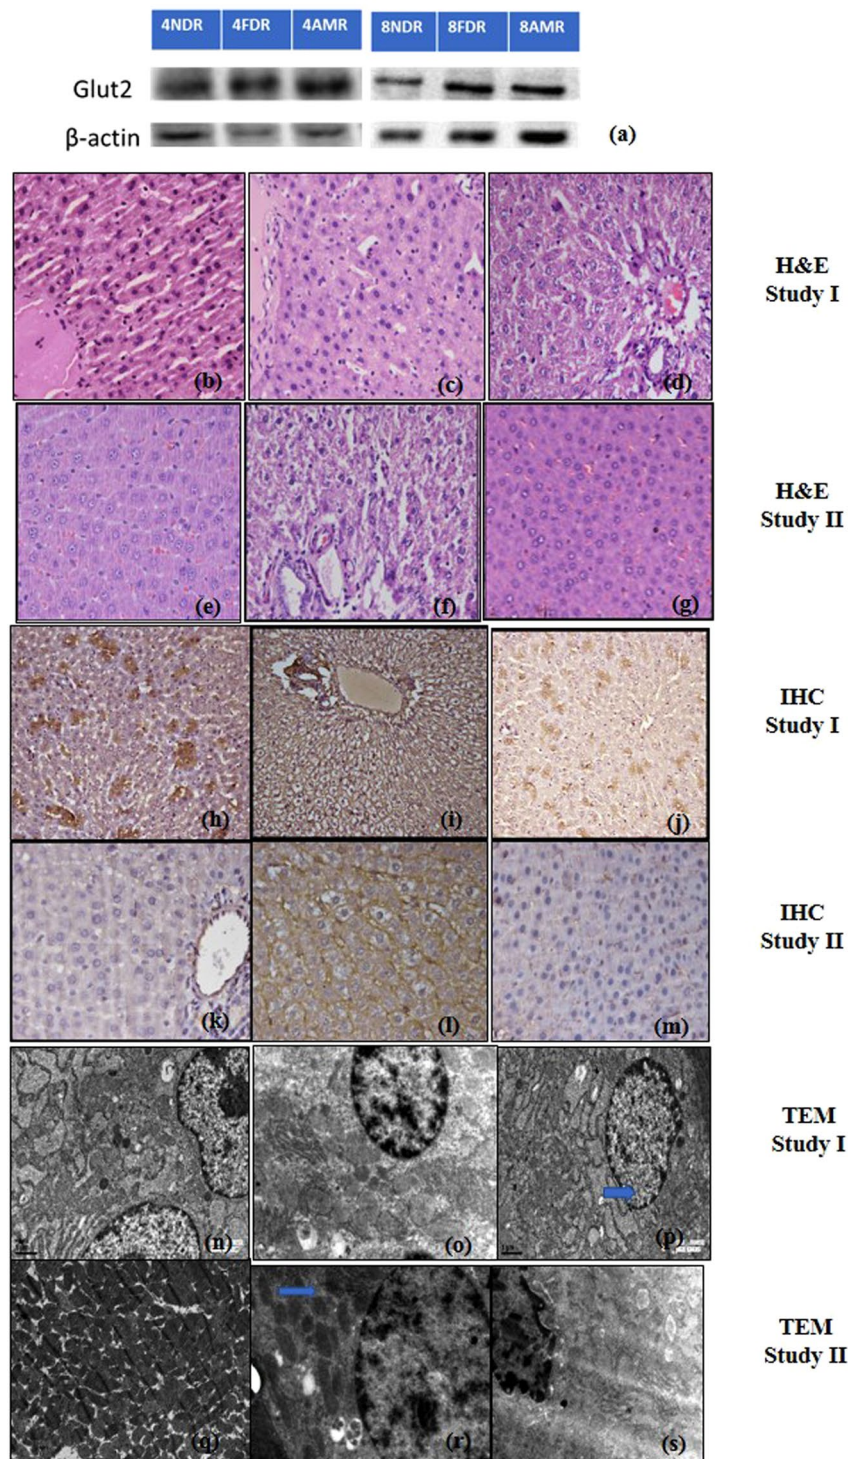 4NDR 4FDR 4AMR 8NDR 8FDR 8AMR
Glut2
β-actin
(a)
(b) (c) (d)
H&E
Study I
(e) (f) (g)
H&E
Study II
(h) (i) (j)
IHC
Study I
(k) (l) (m)
IHC
Study II
(n) (o) (p)
TEM
Study I
(q) (r) (s)
TEM
Study II